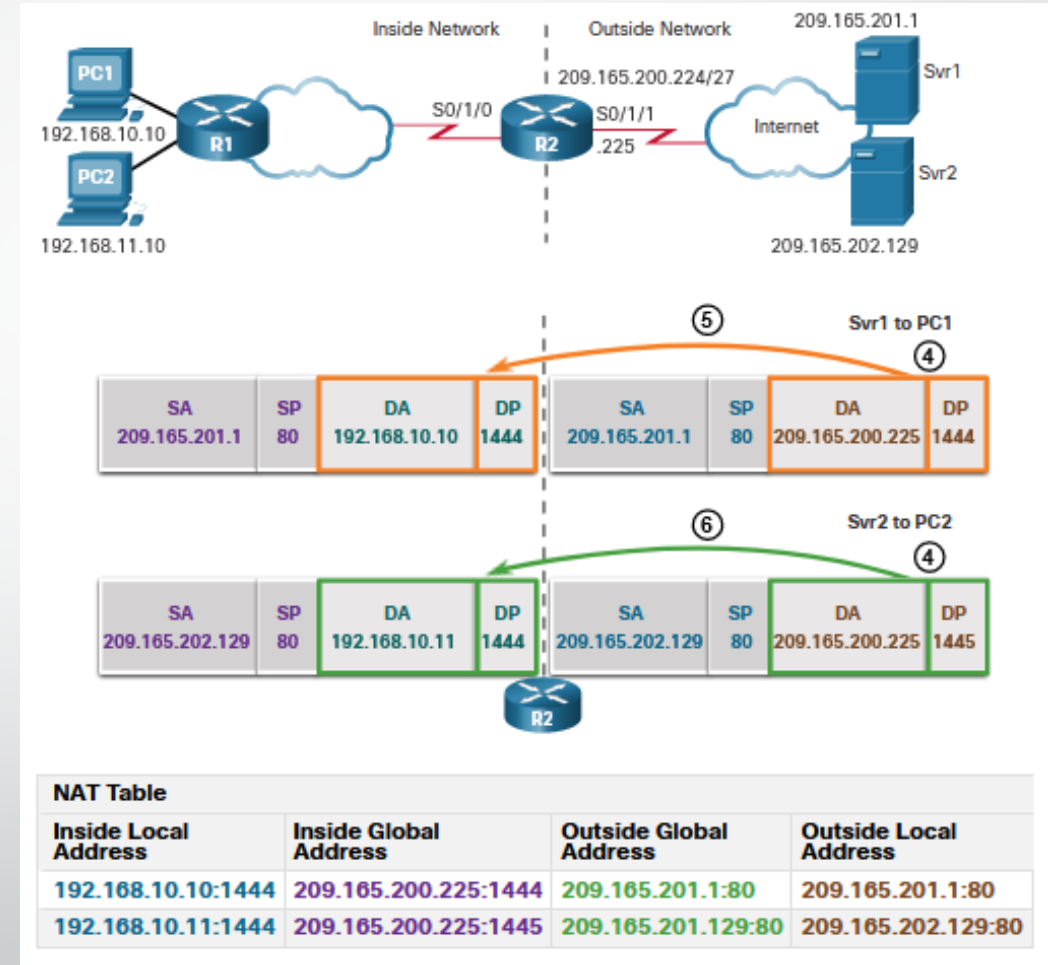 209.165.201.1
Inside Network
Outside Network
PC1
209.165.200.224/27
Svr1
S0/1/0
S0/1/1
192.168.10.10
R1
R2
.225
Internet
PC2
Svr2
192.168.11.10
209.165.202.129
5
Svr1 to PC1
4
SA SP DA DP SA SP DA DP
209.165.201.1 80 192.168.10.10 1444 209.165.201.1 80 209.165.200.225 1444
6
Svr2 to PC2
4
SA SP DA DP SA SP DA DP
209.165.202.129 80 192.168.10.11 1444 209.165.202.129 80 209.165.200.225 1445
R2
NAT Table
Inside Local Inside Global Outside Global Outside Local
Address Address Address Address
192.168.10.10:1444 209.165.200.225:1444 209.165.201.1:80 209.165.201.1:80
192.168.10.11:1444 209.165.200.225:1445 209.165.201.129:80 209.165.202.129:80